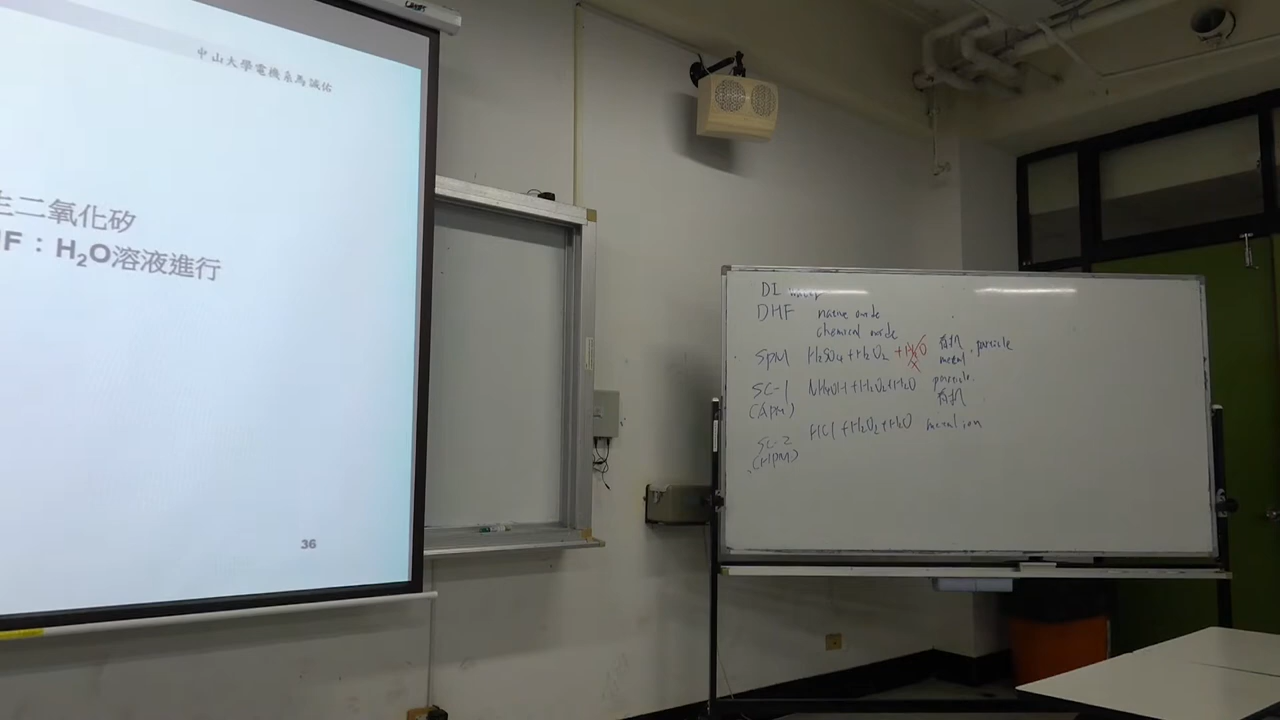 中山大學電機系馬誠佑
二氧化矽
F：H₂O溶液進行
36
DI water
DHF native oxide
chemical oxide
SPM H₂SO₄+H₂O₂ +H₂O 有机 metal, particle
SC-1 (APM) NH₄OH+H₂O₂+H₂O particle. 有机
SC-2 (HPM) HCl+H₂O₂+H₂O metal ion